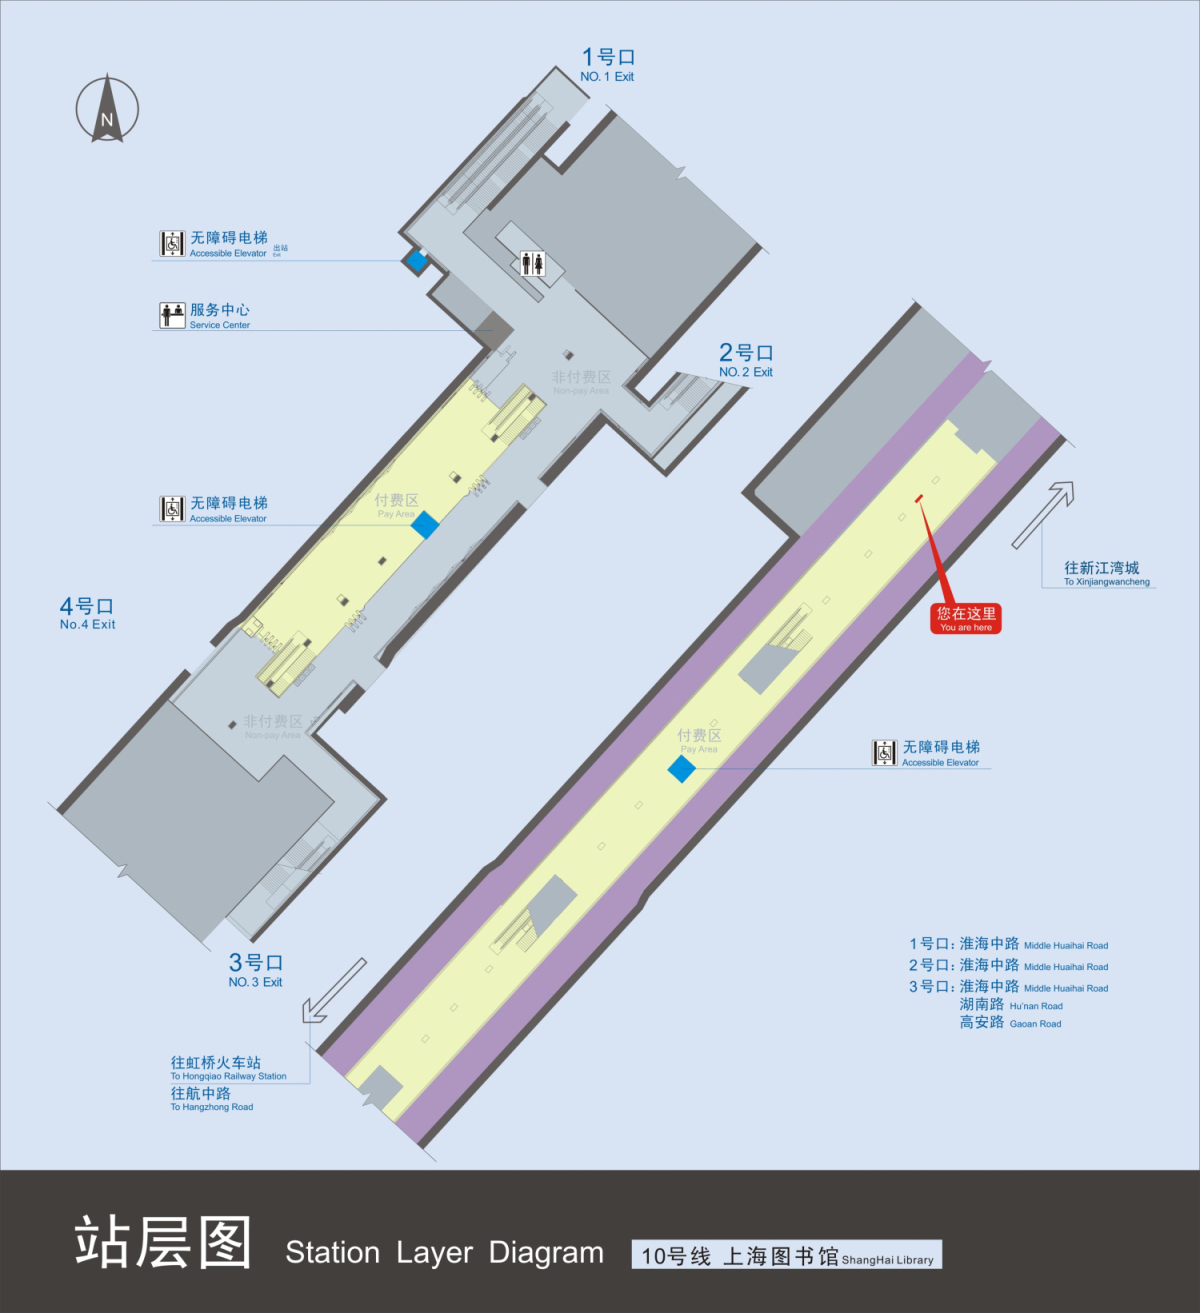 1号口
NO. 1 Exit
N
无障碍电梯 出站
Accessible Elevator Exit
服务中心
Service Center
2号口
NO. 2 Exit
非付费区
Non-pay Area
无障碍电梯
Accessible Elevator
付费区
Pay Area
往新江湾城
To Xinjiangwancheng
4号口
No.4 Exit
您在这里
You are here
非付费区
Non-pay Area
付费区
Pay Area
无障碍电梯
Accessible Elevator
3号口
NO. 3 Exit
1号口: 淮海中路 Middle Huaihai Road
2号口: 淮海中路 Middle Huaihai Road
3号口: 淮海中路 Middle Huaihai Road
湖南路 Hu'nan Road
高安路 Gaoan Road
往虹桥火车站
To Hongqiao Railway Station
往航中路
To Hangzhong Road
站层图 Station Layer Diagram 10号线 上海图书馆 ShangHai Library